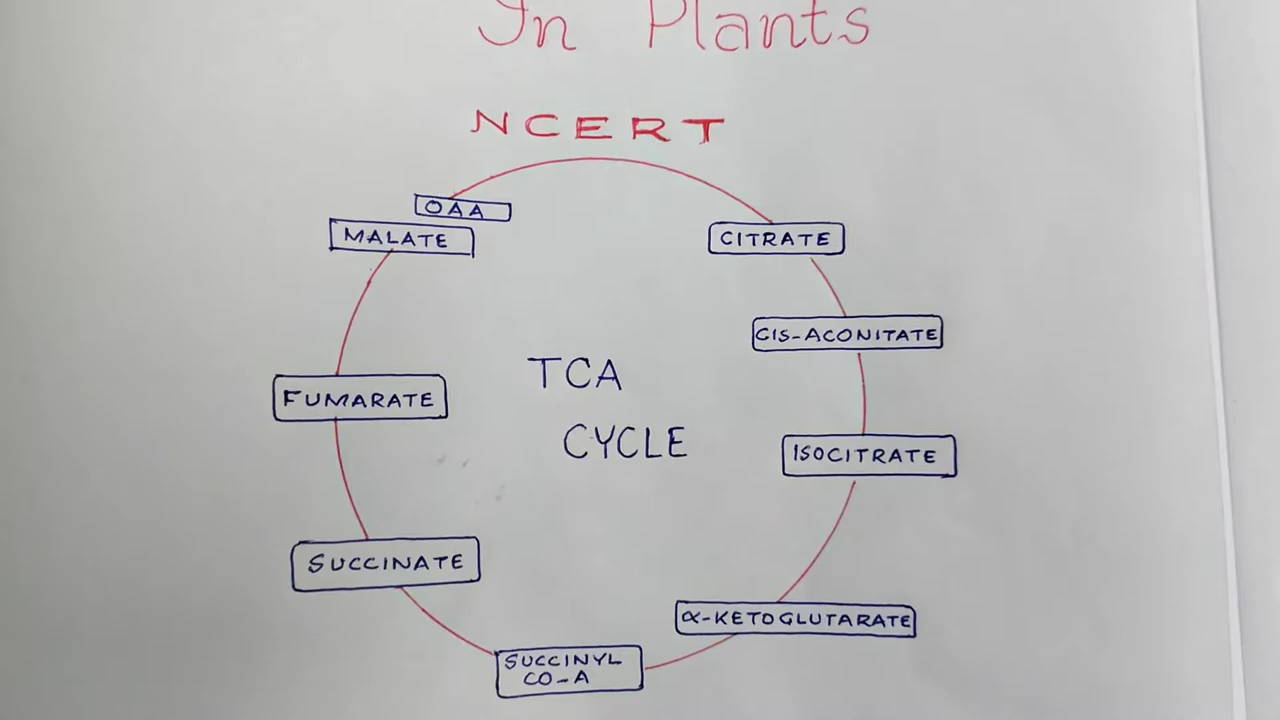 In Plants
NCERT
OAA
MALATE
CITRATE
CIS-ACONITATE
TCA
CYCLE
FUMARATE
ISOCITRATE
SUCCINATE
α-KETOGLUTARATE
SUCCINYL
CO-A